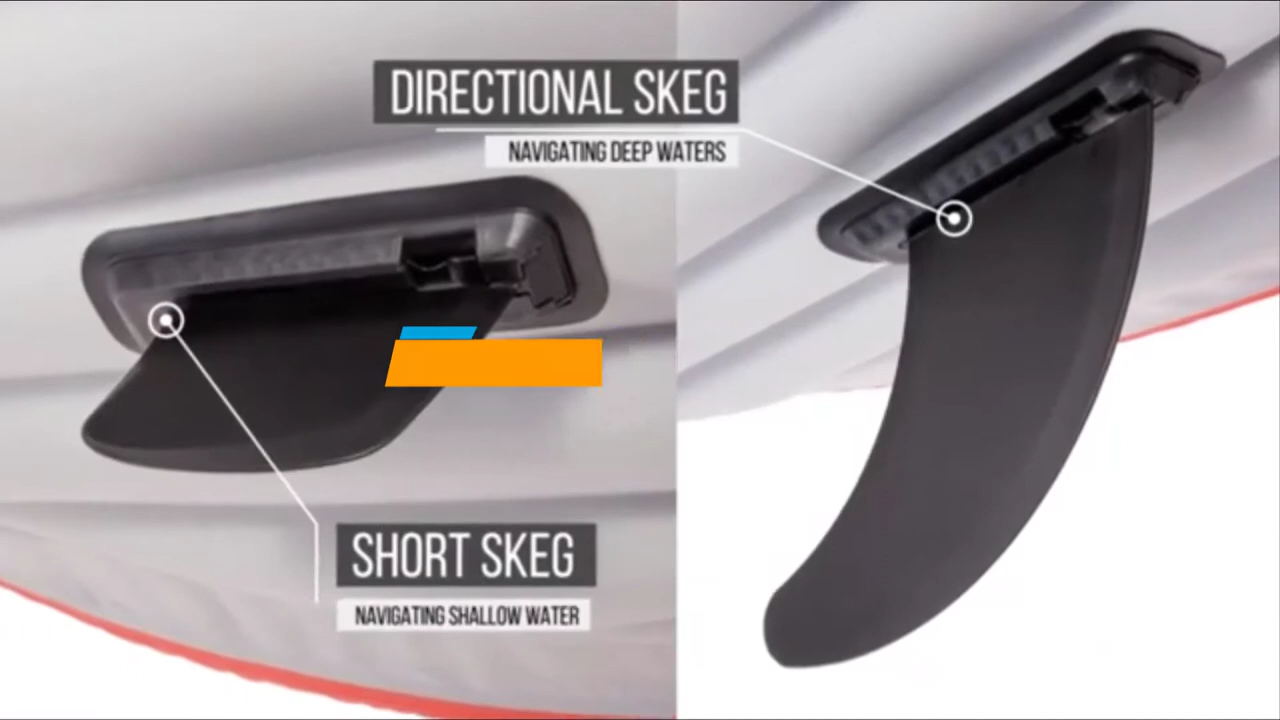 DIRECTIONAL SKEG
NAVIGATING DEEP WATERS
SHORT SKEG
NAVIGATING SHALLOW WATER